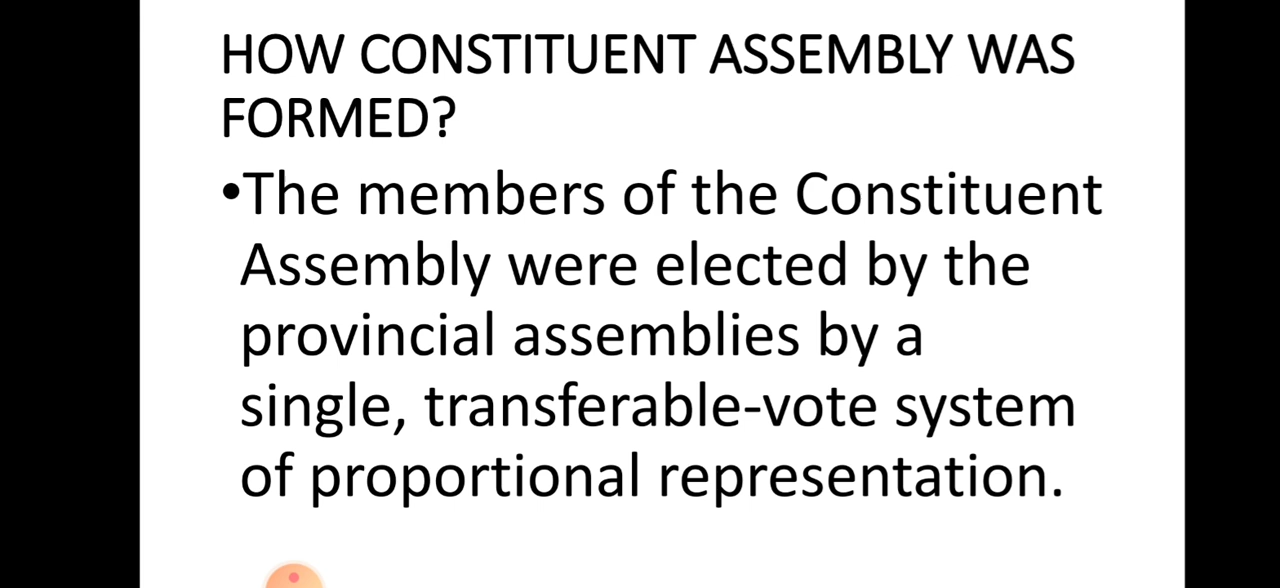 HOW CONSTITUENT ASSEMBLY WAS
FORMED?
•The members of the Constituent
Assembly were elected by the
provincial assemblies by a
single, transferable-vote system
of proportional representation.